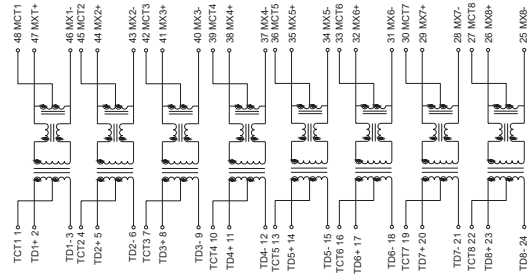 48 MCT1
47 MX1+
46 MX1-
45 MCT2
44 MX2+
43 MX2-
42 MCT3
41 MX3+
40 MX3-
39 MCT4
38 MX4+
37 MX4-
36 MCT5
35 MX5+
34 MX5-
33 MCT6
32 MX6+
31 MX6-
30 MCT7
29 MX7+
28 MX7-
27 MCT8
26 MX8+
25 MX8-
TCT1 1
TD1+ 2
TD1- 3
TCT2 4
TD2+ 5
TD2- 6
TCT3 7
TD3+ 8
TD3- 9
TCT4 10
TD4+ 11
TD4- 12
TCT5 13
TD5+ 14
TD5- 15
TCT6 16
TD6+ 17
TD6- 18
TCT7 19
TD7+ 20
TD7- 21
TCT8 22
TD8+ 23
TD8- 24